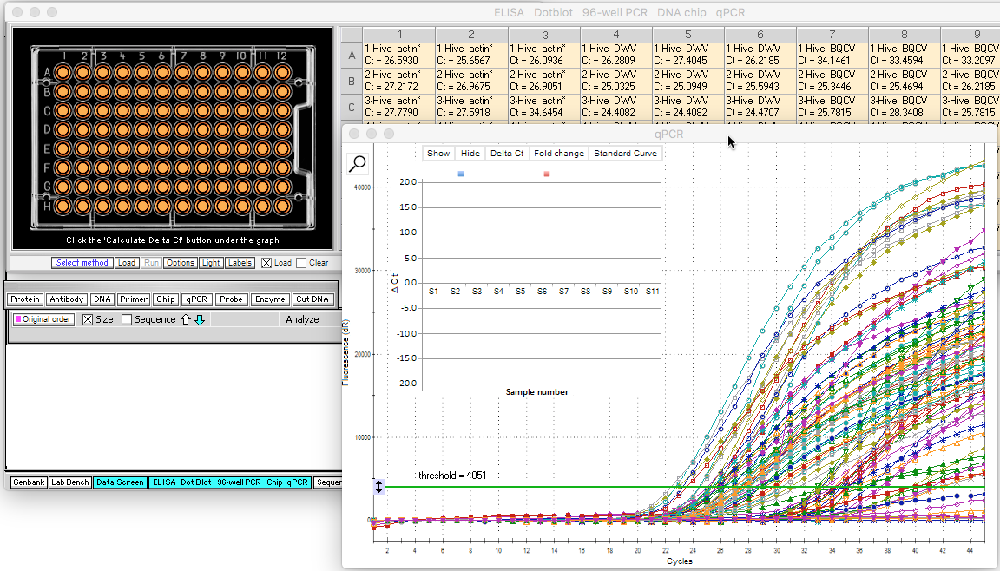 ELISA Dotblot 96-well PCR DNA chip qPCR
1 2 3 4 5 6 7 8 9 10 11 12
A
B
C
D
E
F
G
H
Click the 'Calculate Delta Ct' button under the graph
Select method Load Run Options Light Labels Load Clear
1 2 3 4 5 6 7 8 9
A
1-Hive actin* 1-Hive actin* 1-Hive actin* 1-Hive DWV 1-Hive DWV 1-Hive DWV 1-Hive BQCV 1-Hive BQCV 1-Hive BQCV
Ct = 26.5930 Ct = 25.6567 Ct = 26.0936 Ct = 26.2809 Ct = 27.4045 Ct = 26.2185 Ct = 34.1461 Ct = 33.4594 Ct = 33.2097
B
2-Hive actin* 2-Hive actin* 2-Hive actin* 2-Hive DWV 2-Hive DWV 2-Hive DWV 2-Hive BQCV 2-Hive BQCV 2-Hive BQCV
Ct = 27.2172 Ct = 26.9675 Ct = 26.9051 Ct = 25.0325 Ct = 25.0949 Ct = 25.5943 Ct = 25.3446 Ct = 25.4694 Ct = 26.2185
C
3-Hive actin* 3-Hive actin* 3-Hive actin* 3-Hive DWV 3-Hive DWV 3-Hive DWV 3-Hive BQCV 3-Hive BQCV 3-Hive BQCV
Ct = 27.7790 Ct = 27.5918 Ct = 34.6454 Ct = 24.4082 Ct = 24.4082 Ct = 24.4707 Ct = 25.7815 Ct = 28.3408 Ct = 25.7815
Protein Antibody DNA Primer Chip qPCR Probe Enzyme Cut DNA
Original order Size Sequence Analyze
Genbank Lab Bench Data Screen ELISA Dot Blot 96-well PCR Chip qPCR Sequen
qPCR
Show Hide Delta Ct Fold change Standard Curve
20.0
15.0
10.0
5.0
0.0
-5.0
-10.0
-15.0
-20.0
Δ C t
S1 S2 S3 S4 S5 S6 S7 S8 S9 S10 S11
Sample number
40000
30000
20000
10000
0
Fluorescence (dR)
threshold = 4051
2 4 6 8 10 12 14 16 18 20 22 24 26 28 30 32 34 36 38 40 42 44
Cycles